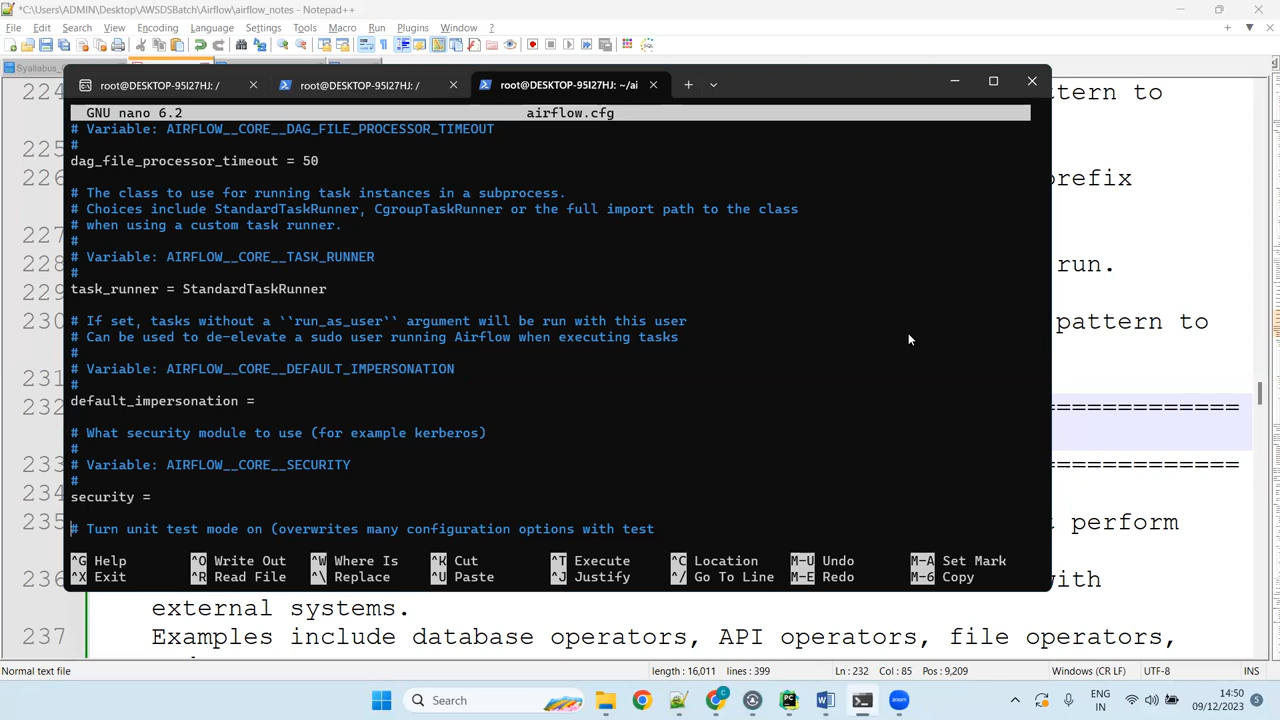 *C:\Users\ADMIN\Desktop\AWSDSBatch\Airflow\airflow_notes - Notepad++
File Edit Search View Encoding Language Settings Tools Macro Run Plugins Window ?
root@DESKTOP-95I27HJ: / root@DESKTOP-95I27HJ: / root@DESKTOP-95I27HJ: ~/ai
GNU nano 6.2 airflow.cfg
# Variable: AIRFLOW__CORE__DAG_FILE_PROCESSOR_TIMEOUT
#
dag_file_processor_timeout = 50
# The class to use for running task instances in a subprocess.
# Choices include StandardTaskRunner, CgroupTaskRunner or the full import path to the class
# when using a custom task runner.
#
# Variable: AIRFLOW__CORE__TASK_RUNNER
#
task_runner = StandardTaskRunner
# If set, tasks without a ``run_as_user`` argument will be run with this user
# Can be used to de-elevate a sudo user running Airflow when executing tasks
#
# Variable: AIRFLOW__CORE__DEFAULT_IMPERSONATION
#
default_impersonation =
# What security module to use (for example kerberos)
#
# Variable: AIRFLOW__CORE__SECURITY
#
security =
# Turn unit test mode on (overwrites many configuration options with test
^G Help ^O Write Out ^W Where Is ^K Cut ^T Execute ^C Location M-U Undo M-A Set Mark
^X Exit ^R Read File ^\ Replace ^U Paste ^J Justify ^/ Go To Line M-E Redo M-6 Copy
224 tern to
225
226 refix
227
228 run.
229
230 pattern to
231
232 =============
233 =============
234
235 perform
236 with
external systems.
237 Examples include database operators, API operators, file operators,
Normal text file length : 16,011 lines : 399 Ln : 232 Col : 85 Pos : 9,209 Windows (CR LF) UTF-8 INS
Search ENG IN 14:50 09/12/2023